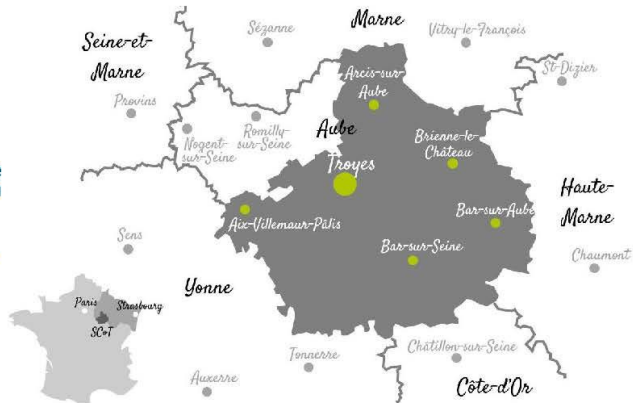 Marne
Sézanne
Vitry-le-François
Seine-et-
Marne
Arcis-sur-
Aube
St-Dizier
Provins
Nogent-
sur-Seine
Romilly-
sur-Seine
Aube
Brienne-le-
Château
Troyes
Haute-
Marne
Aix-Villemaur-Pâlis
Bar-sur-Aube
Sens
Bar-sur-Seine
Chaumont
Yonne
Paris
Strasbourg
SCoT
Tonnerre
Châtillon-sur-Seine
Auxerre
Côte-d'Or